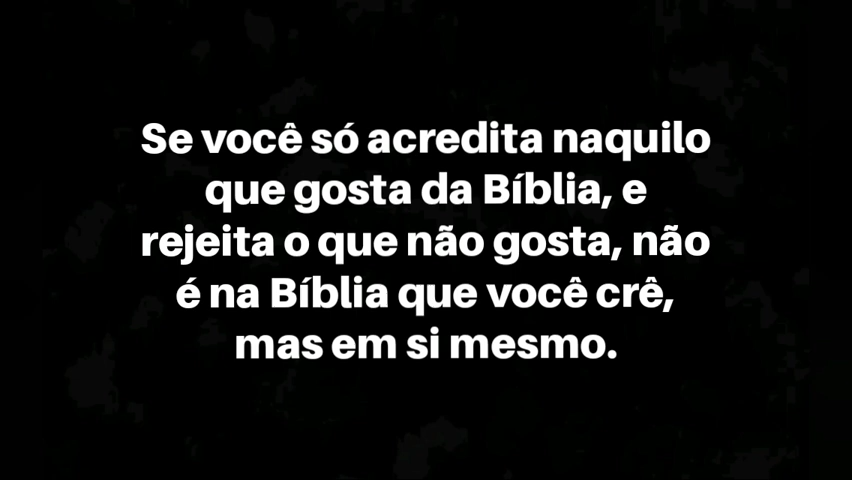 Se você só acredita naquilo
que gosta da Bíblia, e
rejeita o que não gosta, não
é na Bíblia que você crê,
mas em si mesmo.